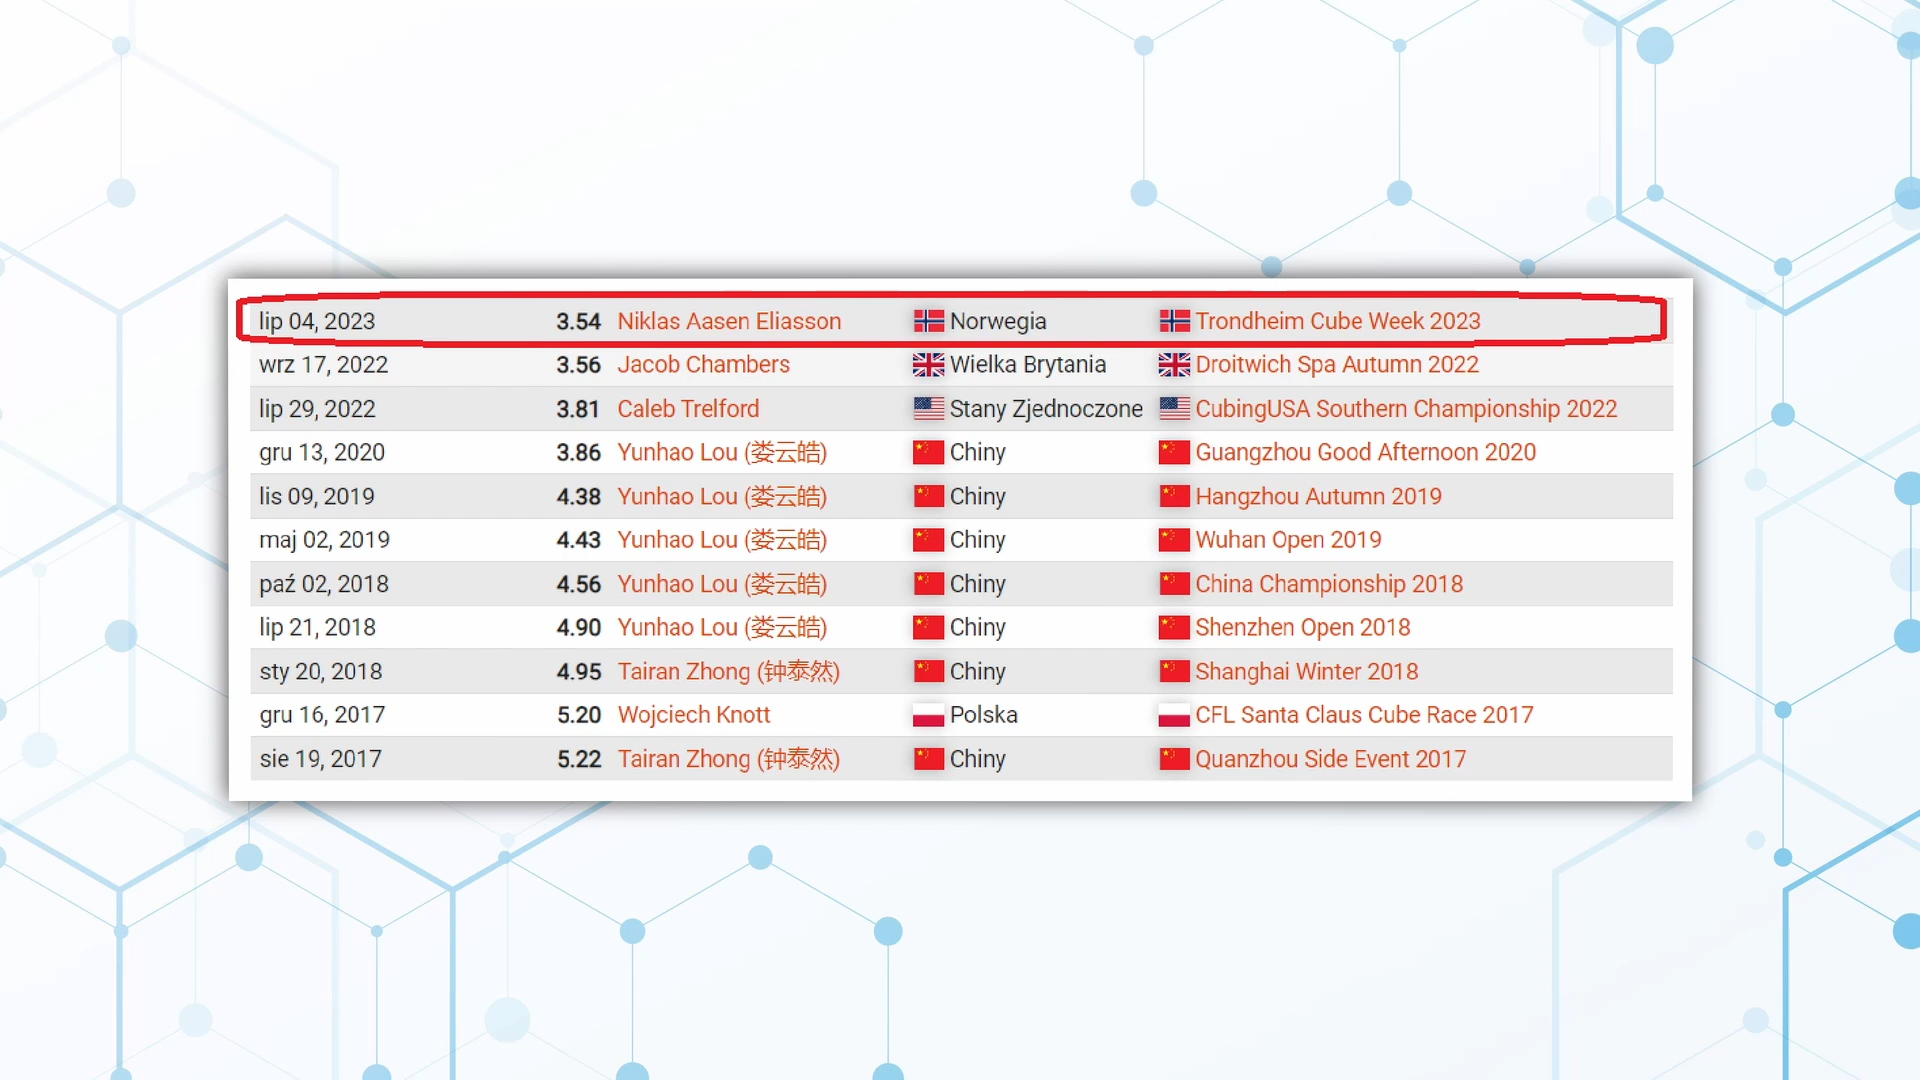 lip 04, 2023 3.54 Niklas Aasen Eliasson Norwegia Trondheim Cube Week 2023
wrz 17, 2022 3.56 Jacob Chambers Wielka Brytania Droitwich Spa Autumn 2022
lip 29, 2022 3.81 Caleb Trelford Stany Zjednoczone CubingUSA Southern Championship 2022
gru 13, 2020 3.86 Yunhao Lou (娄云皓) Chiny Guangzhou Good Afternoon 2020
lis 09, 2019 4.38 Yunhao Lou (娄云皓) Chiny Hangzhou Autumn 2019
maj 02, 2019 4.43 Yunhao Lou (娄云皓) Chiny Wuhan Open 2019
paź 02, 2018 4.56 Yunhao Lou (娄云皓) Chiny China Championship 2018
lip 21, 2018 4.90 Yunhao Lou (娄云皓) Chiny Shenzhen Open 2018
sty 20, 2018 4.95 Tairan Zhong (钟泰然) Chiny Shanghai Winter 2018
gru 16, 2017 5.20 Wojciech Knott Polska CFL Santa Claus Cube Race 2017
sie 19, 2017 5.22 Tairan Zhong (钟泰然) Chiny Quanzhou Side Event 2017